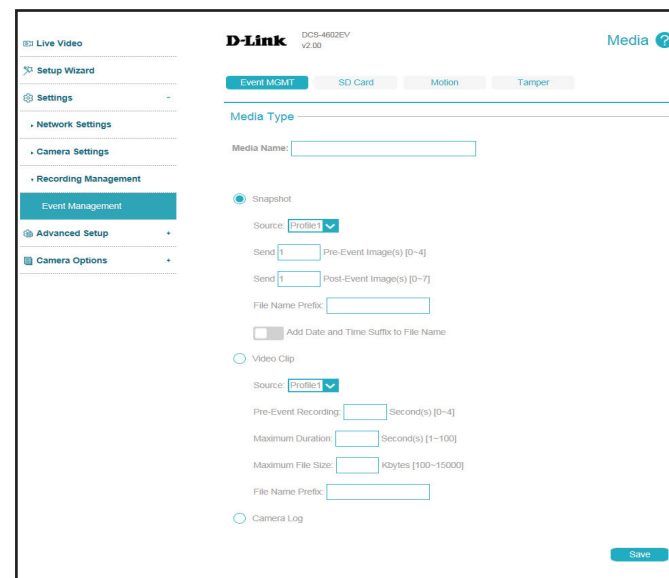 Live Video
Setup Wizard
Settings -
Network Settings
Camera Settings
Recording Management
Event Management
Advanced Setup +
Camera Options +
D-Link DCS-4602EV
v2.00
Media ?
Event MGMT SD Card Motion Tamper
Media Type
Media Name:
Snapshot
Source: Profile1
Send 1 Pre-Event Image(s) [0~4]
Send 1 Post-Event Image(s) [0~7]
File Name Prefix:
Add Date and Time Suffix to File Name
Video Clip
Source: Profile1
Pre-Event Recording: Second(s) [0~4]
Maximum Duration: Second(s) [1~100]
Maximum File Size: Kbytes [100~15000]
File Name Prefix:
Camera Log
Save